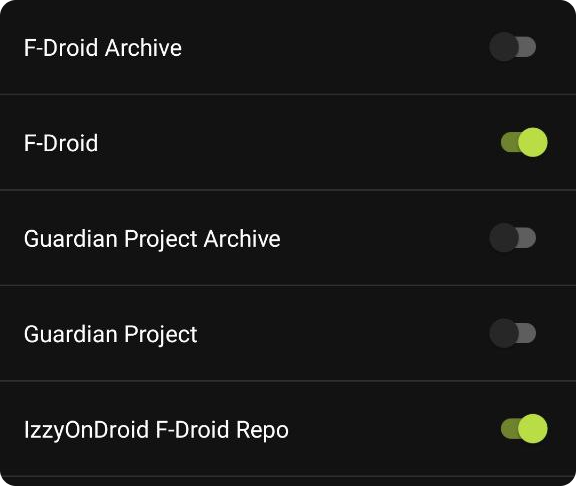 F-Droid Archive
F-Droid
Guardian Project Archive
Guardian Project
IzzyOnDroid F-Droid Repo